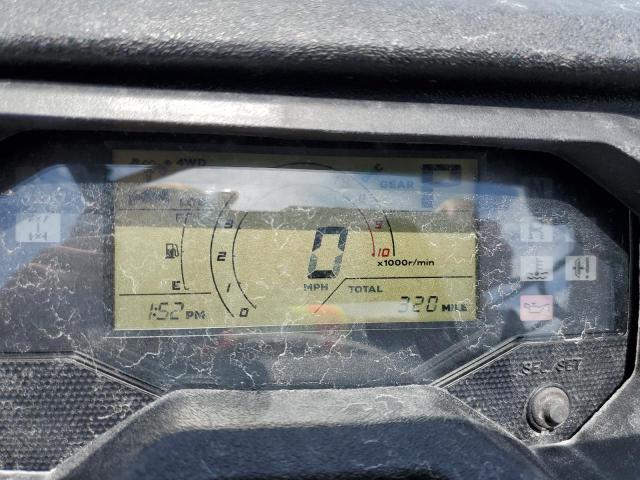 4WD
GEAR
N
F
R
3
9
2
10
x1000r/min
E
1
MPH
TOTAL
1:52 PM
0
320 MILE
0
SEL/SET